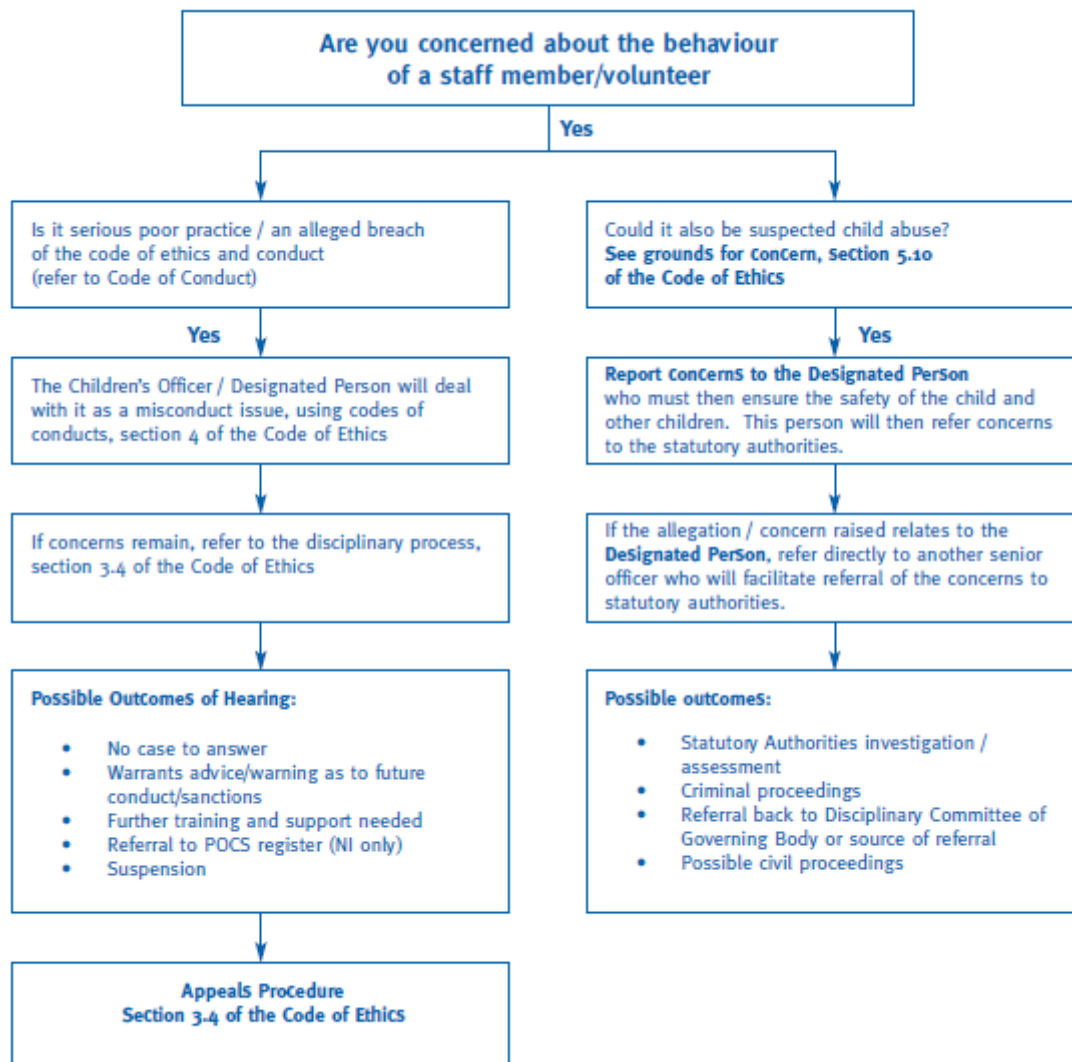 Are you concerned about the behaviour
of a staff member/volunteer
Yes
Is it serious poor practice / an alleged breach
of the code of ethics and conduct
(refer to Code of Conduct)
Yes
The Children's Officer / Designated Person will deal
with it as a misconduct issue, using codes of
conducts, section 4 of the Code of Ethics
If concerns remain, refer to the disciplinary process,
section 3.4 of the Code of Ethics
Possible Outcomes of Hearing:
• No case to answer
• Warrants advice/warning as to future
conduct/sanctions
• Further training and support needed
• Referral to POCS register (NI only)
• Suspension
Appeals Procedure
Section 3.4 of the Code of Ethics
Could it also be suspected child abuse?
See grounds for concern, section 5.10
of the Code of Ethics
Yes
Report concerns to the Designated Person
who must then ensure the safety of the child and
other children. This person will then refer concerns
to the statutory authorities.
If the allegation / concern raised relates to the
Designated Person, refer directly to another senior
officer who will facilitate referral of the concerns to
statutory authorities.
Possible outcomes:
• Statutory Authorities investigation /
assessment
• Criminal proceedings
• Referral back to Disciplinary Committee of
Governing Body or source of referral
• Possible civil proceedings